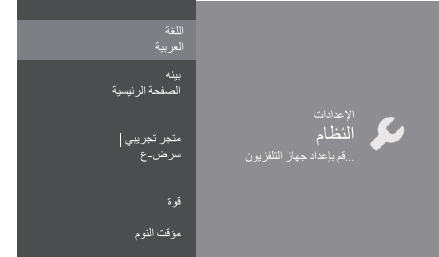 الإعدادات
النظام
قم بإعداد جهاز التلفزيون...
اللغة
العربية
بيئه
الصفحة الرئيسية
متجر تجريبي |
سرض-ع
قوة
مؤقت النوم